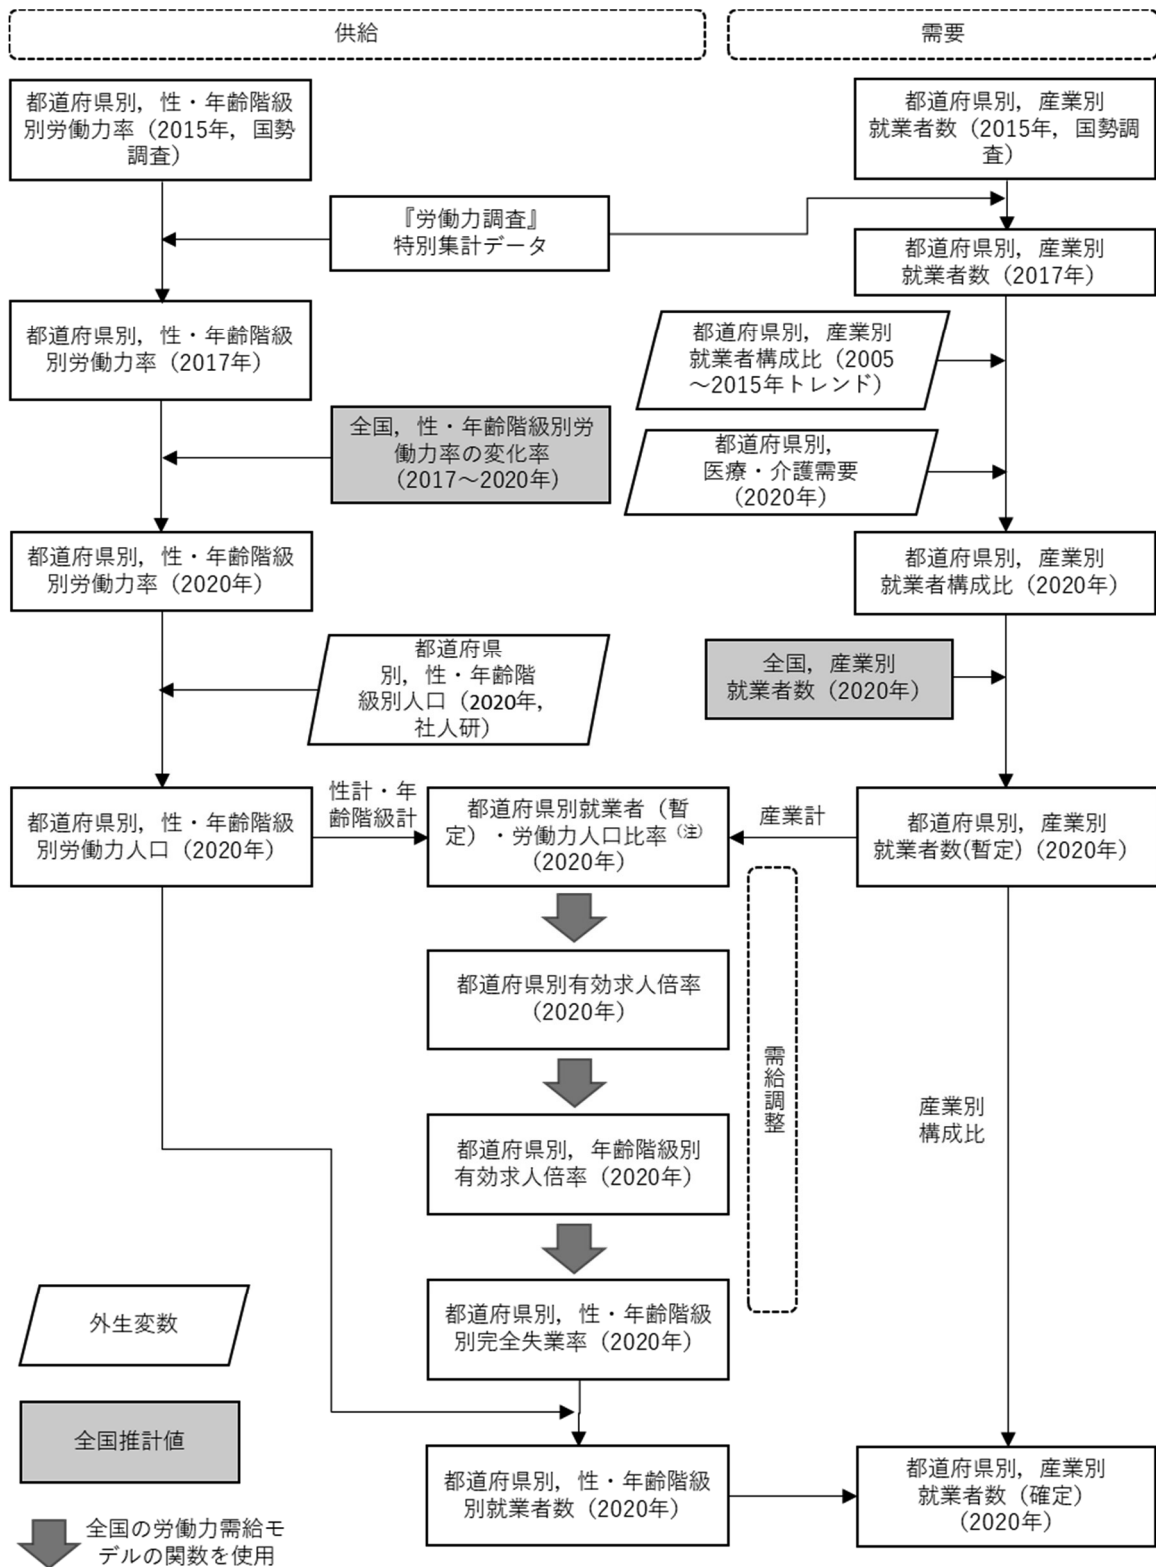 供給
需要
都道府県別，性・年齢階級
別労働力率（2015年，国勢
調査）
都道府県別，産業別
就業者数（2015年，国勢調
査）
『労働力調査』
特別集計データ
都道府県別，産業別
就業者数（2017年）
都道府県別，性・年齢階級
別労働力率（2017年）
都道府県別，産業別
就業者構成比（2005
～2015年トレンド）
全国，性・年齢階級別労
働力率の変化率
（2017～2020年）
都道府県別，
医療・介護需要
（2020年）
都道府県別，性・年齢階級
別労働力率（2020年）
都道府県別，産業別
就業者構成比（2020年）
都道府県
別，性・年齢階
級別人口（2020年，
社人研）
全国，産業別
就業者数（2020年）
都道府県別，性・年齢階級
別労働力人口（2020年）
性計・年
齢階級計
都道府県別就業者（暫
定）・労働力人口比率（注）
（2020年）
産業計
都道府県別，産業別
就業者数(暫定)（2020年）
都道府県別有効求人倍率
（2020年）
需給調整
都道府県別，年齢階級別
有効求人倍率（2020年）
産業別
構成比
都道府県別，性・年齢階級
別完全失業率（2020年）
外生変数
全国推計値
都道府県別，性・年齢階級
別就業者数（2020年）
都道府県別，産業別
就業者数（確定）
（2020年）
全国の労働力需給モ
デルの関数を使用